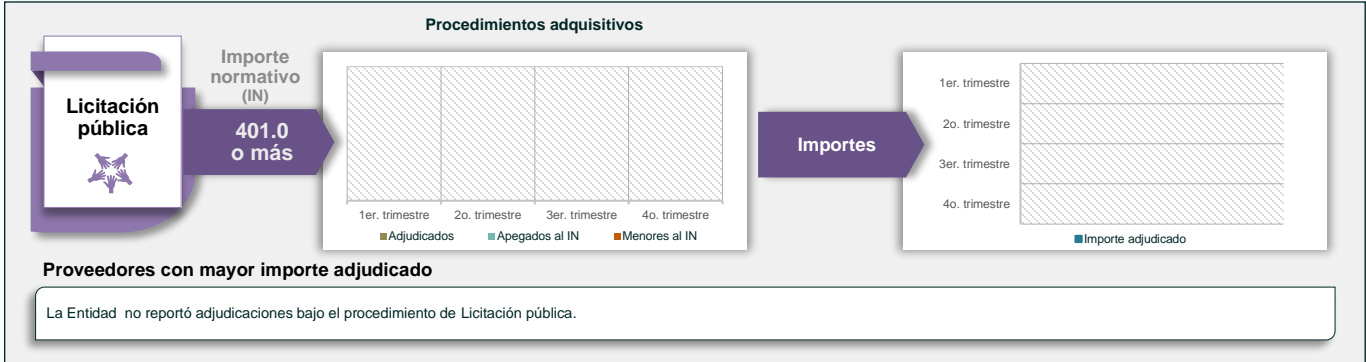 Procedimientos adquisitivos
Licitación
pública
Importe
normativo
(IN)
401.0
o más
1er. trimestre 2o. trimestre 3er. trimestre 4o. trimestre
Adjudicados Apegados al IN Menores al IN
Importes
1er. trimestre
2o. trimestre
3er. trimestre
4o. trimestre
Importe adjudicado
Proveedores con mayor importe adjudicado
La Entidad no reportó adjudicaciones bajo el procedimiento de Licitación pública.